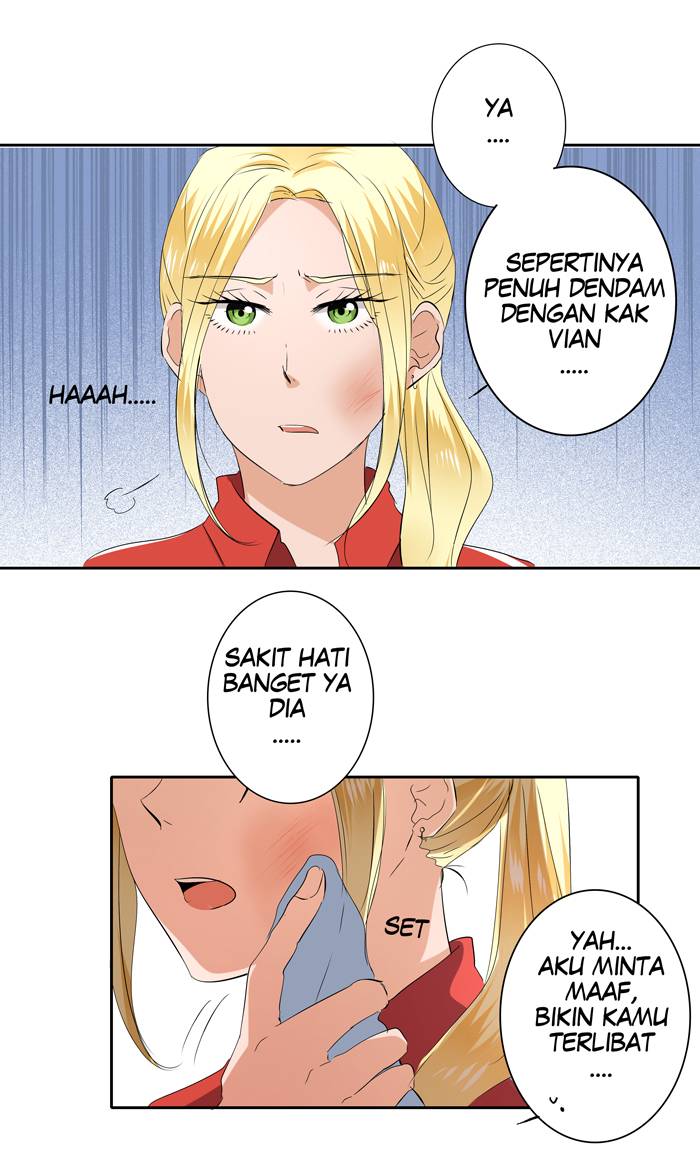 YA
....
SEPERTINYA
PENUH DENDAM
DENGAN KAK
VIAN
.....
HAAAH.....
SAKIT HATI
BANGET YA
DIA
.....
SET
YAH...
AKU MINTA
MAAF,
BIKIN KAMU
TERLIBAT
....